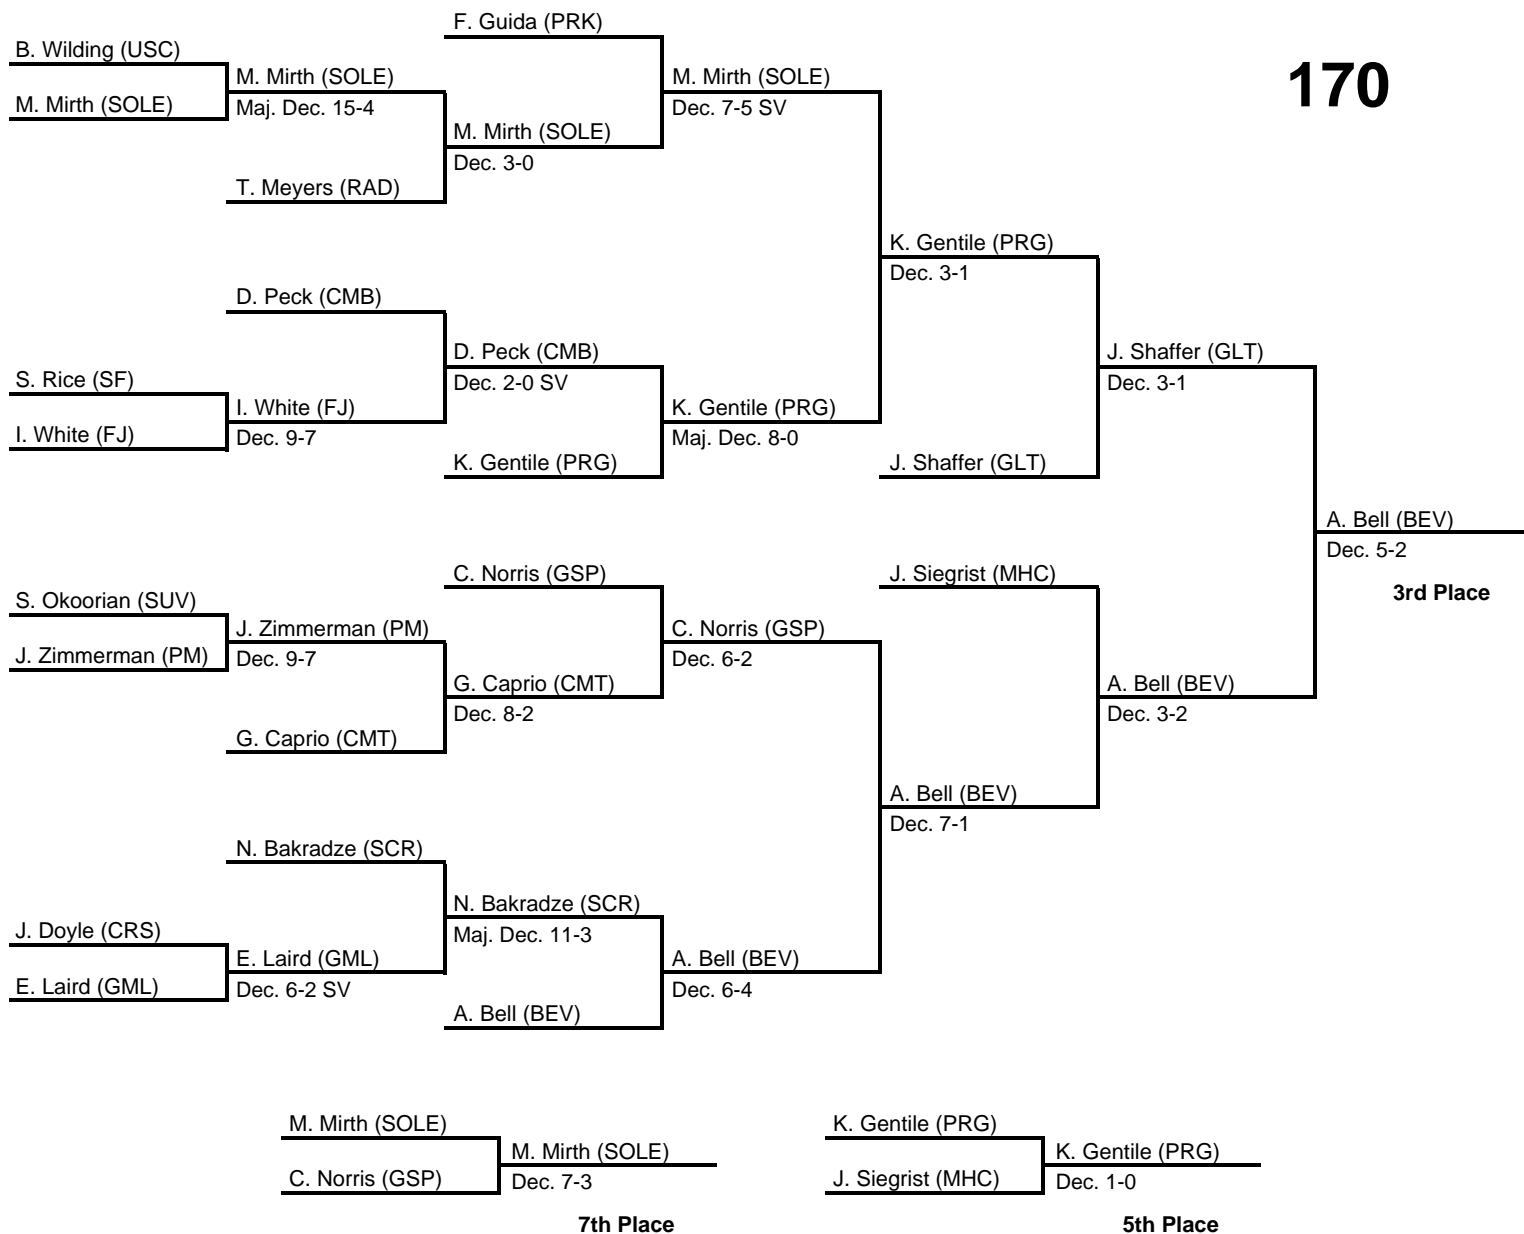 F. Guida (PRK)
B. Wilding (USC)
170
M. Mirth (SOLE)
M. Mirth (SOLE)
M. Mirth (SOLE)
Maj. Dec. 15-4
Dec. 7-5 SV
M. Mirth (SOLE)
Dec. 3-0
T. Meyers (RAD)
K. Gentile (PRG)
Dec. 3-1
D. Peck (CMB)
D. Peck (CMB)
J. Shaffer (GLT)
S. Rice (SF)
Dec. 2-0 SV
Dec. 3-1
I. White (FJ)
K. Gentile (PRG)
I. White (FJ)
Dec. 9-7
Maj. Dec. 8-0
K. Gentile (PRG)
J. Shaffer (GLT)
A. Bell (BEV)
Dec. 5-2
C. Norris (GSP)
J. Siegrist (MHC)
3rd Place
S. Okoorian (SUV)
J. Zimmerman (PM)
C. Norris (GSP)
J. Zimmerman (PM)
Dec. 9-7
Dec. 6-2
G. Caprio (CMT)
A. Bell (BEV)
Dec. 8-2
Dec. 3-2
G. Caprio (CMT)
A. Bell (BEV)
Dec. 7-1
N. Bakradze (SCR)
N. Bakradze (SCR)
J. Doyle (CRS)
Maj. Dec. 11-3
E. Laird (GML)
A. Bell (BEV)
E. Laird (GML)
Dec. 6-2 SV
Dec. 6-4
A. Bell (BEV)
M. Mirth (SOLE)
M. Mirth (SOLE)
C. Norris (GSP)
Dec. 7-3
7th Place
K. Gentile (PRG)
K. Gentile (PRG)
J. Siegrist (MHC)
Dec. 1-0
5th Place